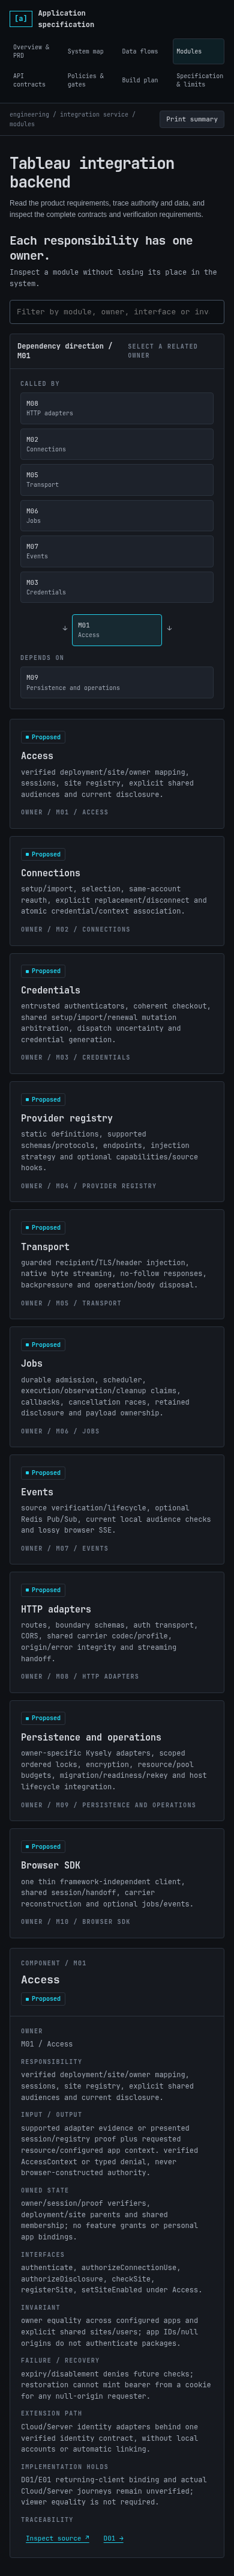 [a] Application
specification
Overview & PRD
System map
Data flows
Modules
API contracts
Policies & gates
Build plan
Specification & limits
engineering / integration service /
modules
Print summary
Tableau integration
backend
Read the product requirements, trace authority and data, and
inspect the complete contracts and verification requirements.
Each responsibility has one
owner.
Inspect a module without losing its place in the
system.
Filter by module, owner, interface or inv
Dependency direction /
M01
SELECT A RELATED
OWNER
CALLED BY
M08
HTTP adapters
M02
Connections
M05
Transport
M06
Jobs
M07
Events
M03
Credentials
↓ M01 ↓
Access
DEPENDS ON
M09
Persistence and operations
Proposed
Access
verified deployment/site/owner mapping,
sessions, site registry, explicit shared
audiences and current disclosure.
OWNER / M01 / ACCESS
Proposed
Connections
setup/import, selection, same-account
reauth, explicit replacement/disconnect and
atomic credential/context association.
OWNER / M02 / CONNECTIONS
Proposed
Credentials
entrusted authenticators, coherent checkout,
shared setup/import/renewal mutation
arbitration, dispatch uncertainty and
credential generation.
OWNER / M03 / CREDENTIALS
Proposed
Provider registry
static definitions, supported
schemas/protocols, endpoints, injection
strategy and optional capabilities/source
hooks.
OWNER / M04 / PROVIDER REGISTRY
Proposed
Transport
guarded recipient/TLS/header injection,
native byte streaming, no-follow responses,
backpressure and operation/body disposal.
OWNER / M05 / TRANSPORT
Proposed
Jobs
durable admission, scheduler,
execution/observation/cleanup claims,
callbacks, cancellation races, retained
disclosure and payload ownership.
OWNER / M06 / JOBS
Proposed
Events
source verification/lifecycle, optional
Redis Pub/Sub, current local audience checks
and lossy browser SSE.
OWNER / M07 / EVENTS
Proposed
HTTP adapters
routes, boundary schemas, auth transport,
CORS, shared carrier codec/profile,
origin/error integrity and streaming
handoff.
OWNER / M08 / HTTP ADAPTERS
Proposed
Persistence and operations
owner-specific Kysely adapters, scoped
ordered locks, encryption, resource/pool
budgets, migration/readiness/rekey and host
lifecycle integration.
OWNER / M09 / PERSISTENCE AND OPERATIONS
Proposed
Browser SDK
one thin framework-independent client,
shared session/handoff, carrier
reconstruction and optional jobs/events.
OWNER / M10 / BROWSER SDK
COMPONENT / M01
Access
Proposed
OWNER
M01 / Access
RESPONSIBILITY
verified deployment/site/owner mapping,
sessions, site registry, explicit shared
audiences and current disclosure.
INPUT / OUTPUT
supported adapter evidence or presented
session/registry proof plus requested
resource/configured app context. verified
AccessContext or typed denial, never
browser-constructed authority.
OWNED STATE
owner/session/proof verifiers,
deployment/site parents and shared
membership; no feature grants or personal
app bindings.
INTERFACES
authenticate, authorizeConnectionUse,
authorizeDisclosure, checkSite,
registerSite, setSiteEnabled under Access.
INVARIANT
owner equality across configured apps and
explicit shared sites/users; app IDs/null
origins do not authenticate packages.
FAILURE / RECOVERY
expiry/disablement denies future checks;
restoration cannot mint bearer from a cookie
for any null-origin requester.
EXTENSION PATH
Cloud/Server identity adapters behind one
verified identity contract, without local
accounts or automatic linking.
IMPLEMENTATION HOLDS
D01/E01 returning-client binding and actual
Cloud/Server journeys remain unverified;
viewer equality is not required.
TRACEABILITY
Inspect source ↗ D01 →